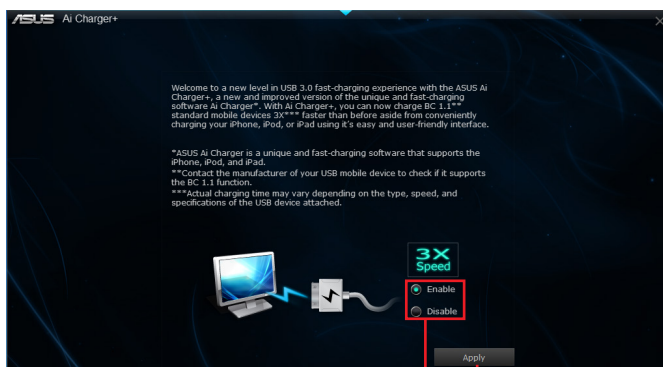 ASUS Ai Charger+
Welcome to a new level in USB 3.0 fast-charging experience with the ASUS Ai
Charger+, a new and improved version of the unique and fast-charging
software Ai Charger*. With Ai Charger+, you can now charge BC 1.1**
standard mobile devices 3X*** faster than before aside from conveniently
charging your iPhone, iPod, or iPad using it's easy and user-friendly interface.
*ASUS Ai Charger is a unique and fast-charging software that supports the
iPhone, iPod, and iPad.
**Contact the manufacturer of your USB mobile device to check if it supports
the BC 1.1 function.
***Actual charging time may vary depending on the type, speed, and
specifications of the USB device attached.
3X
Speed
Enable
Disable
Apply